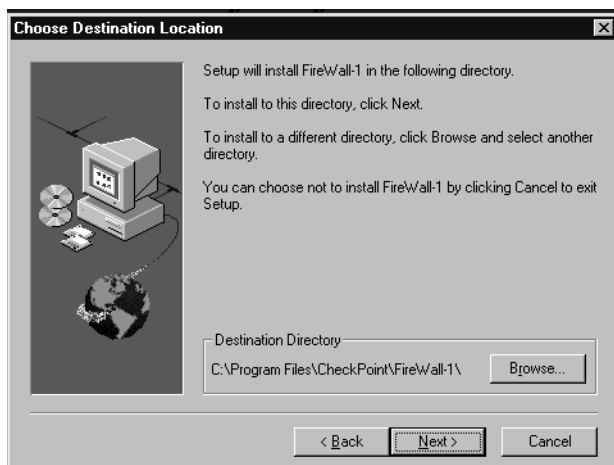 Choose Destination Location
Setup will install FireWall-1 in the following directory.
To install to this directory, click Next.
To install to a different directory, click Browse and select another
directory.
You can choose not to install FireWall-1 by clicking Cancel to exit
Setup.
Destination Directory
C:\Program Files\CheckPoint\FireWall-1\
Browse...
< Back
Next >
Cancel